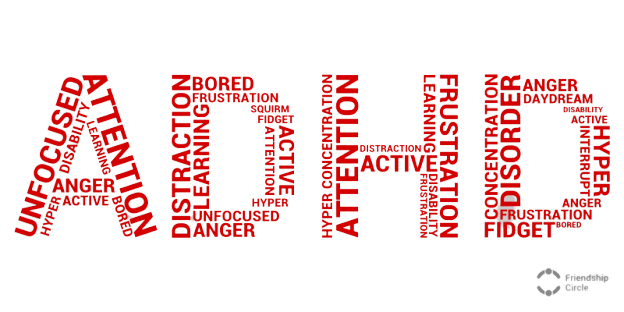 UNFOCUSED
ATTENTION
DISABILITY
LEARNING
ANGER
HYPER
ACTIVE
BORED
DISTRACTION
BORED
FRUSTRATION
LEARNING
SQUIRM
FIDGET
ATTENTION
ACTIVE
HYPER
UNFOCUSED
ANGER
HYPER CONCENTRATION
ATTENTION
DISTRACTION
ACTIVE
LEARNING
FRUSTRATION
FRUSTRATION
DISABILITY
CONCENTRATION
DISORDER
ANGER
DAYDREAM
DISABILITY
ACTIVE
INTERRUPT
HYPER
ANGER
FRUSTRATION
FIDGET
BORED
Friendship
Circle